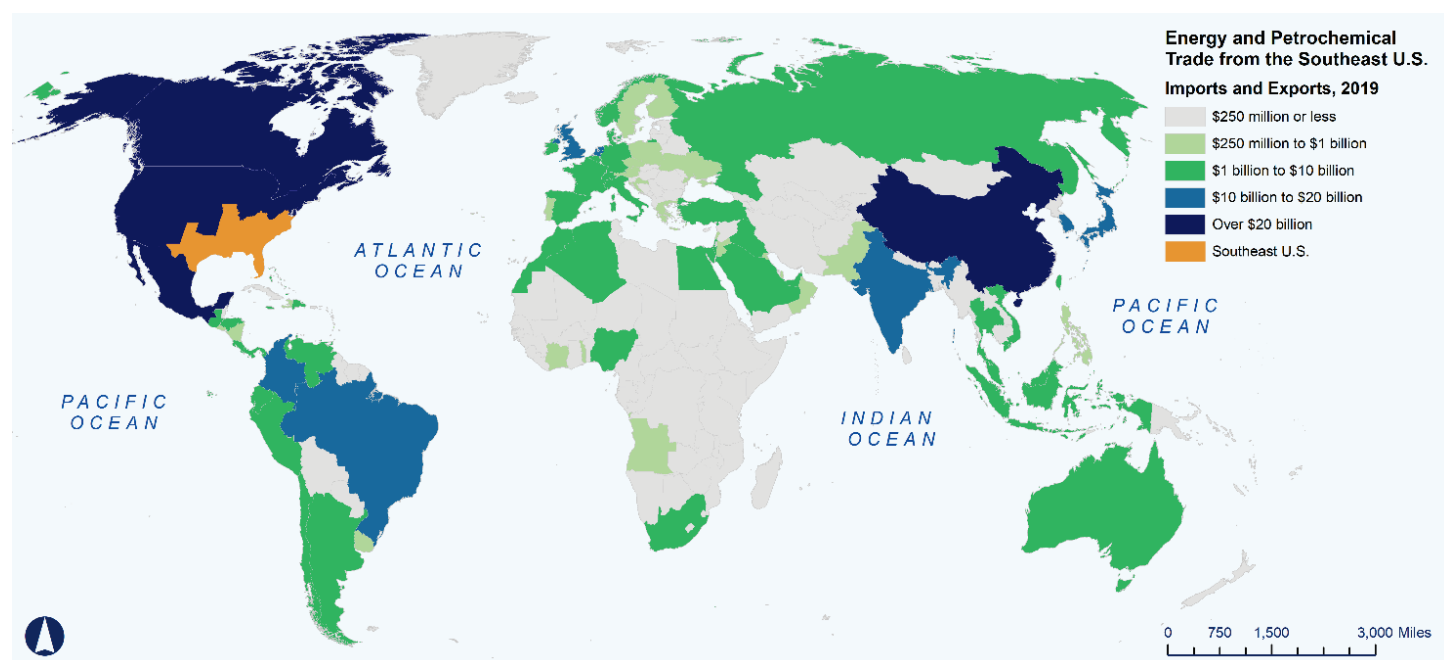 Energy and Petrochemical
Trade from the Southeast U.S.
Imports and Exports, 2019
$250 million or less
$250 million to $1 billion
$1 billion to $10 billion
$10 billion to $20 billion
Over $20 billion
Southeast U.S.
ATLANTIC
OCEAN
PACIFIC
OCEAN
PACIFIC
OCEAN
INDIAN
OCEAN
0 750 1,500 3,000 Miles